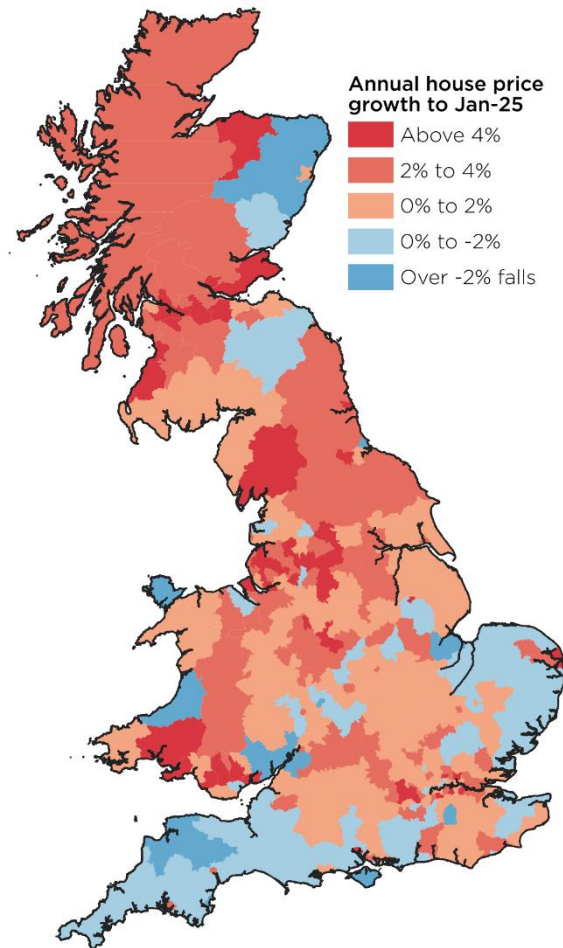 Annual house price
growth to Jan-25
Above 4%
2% to 4%
0% to 2%
0% to -2%
Over -2% falls